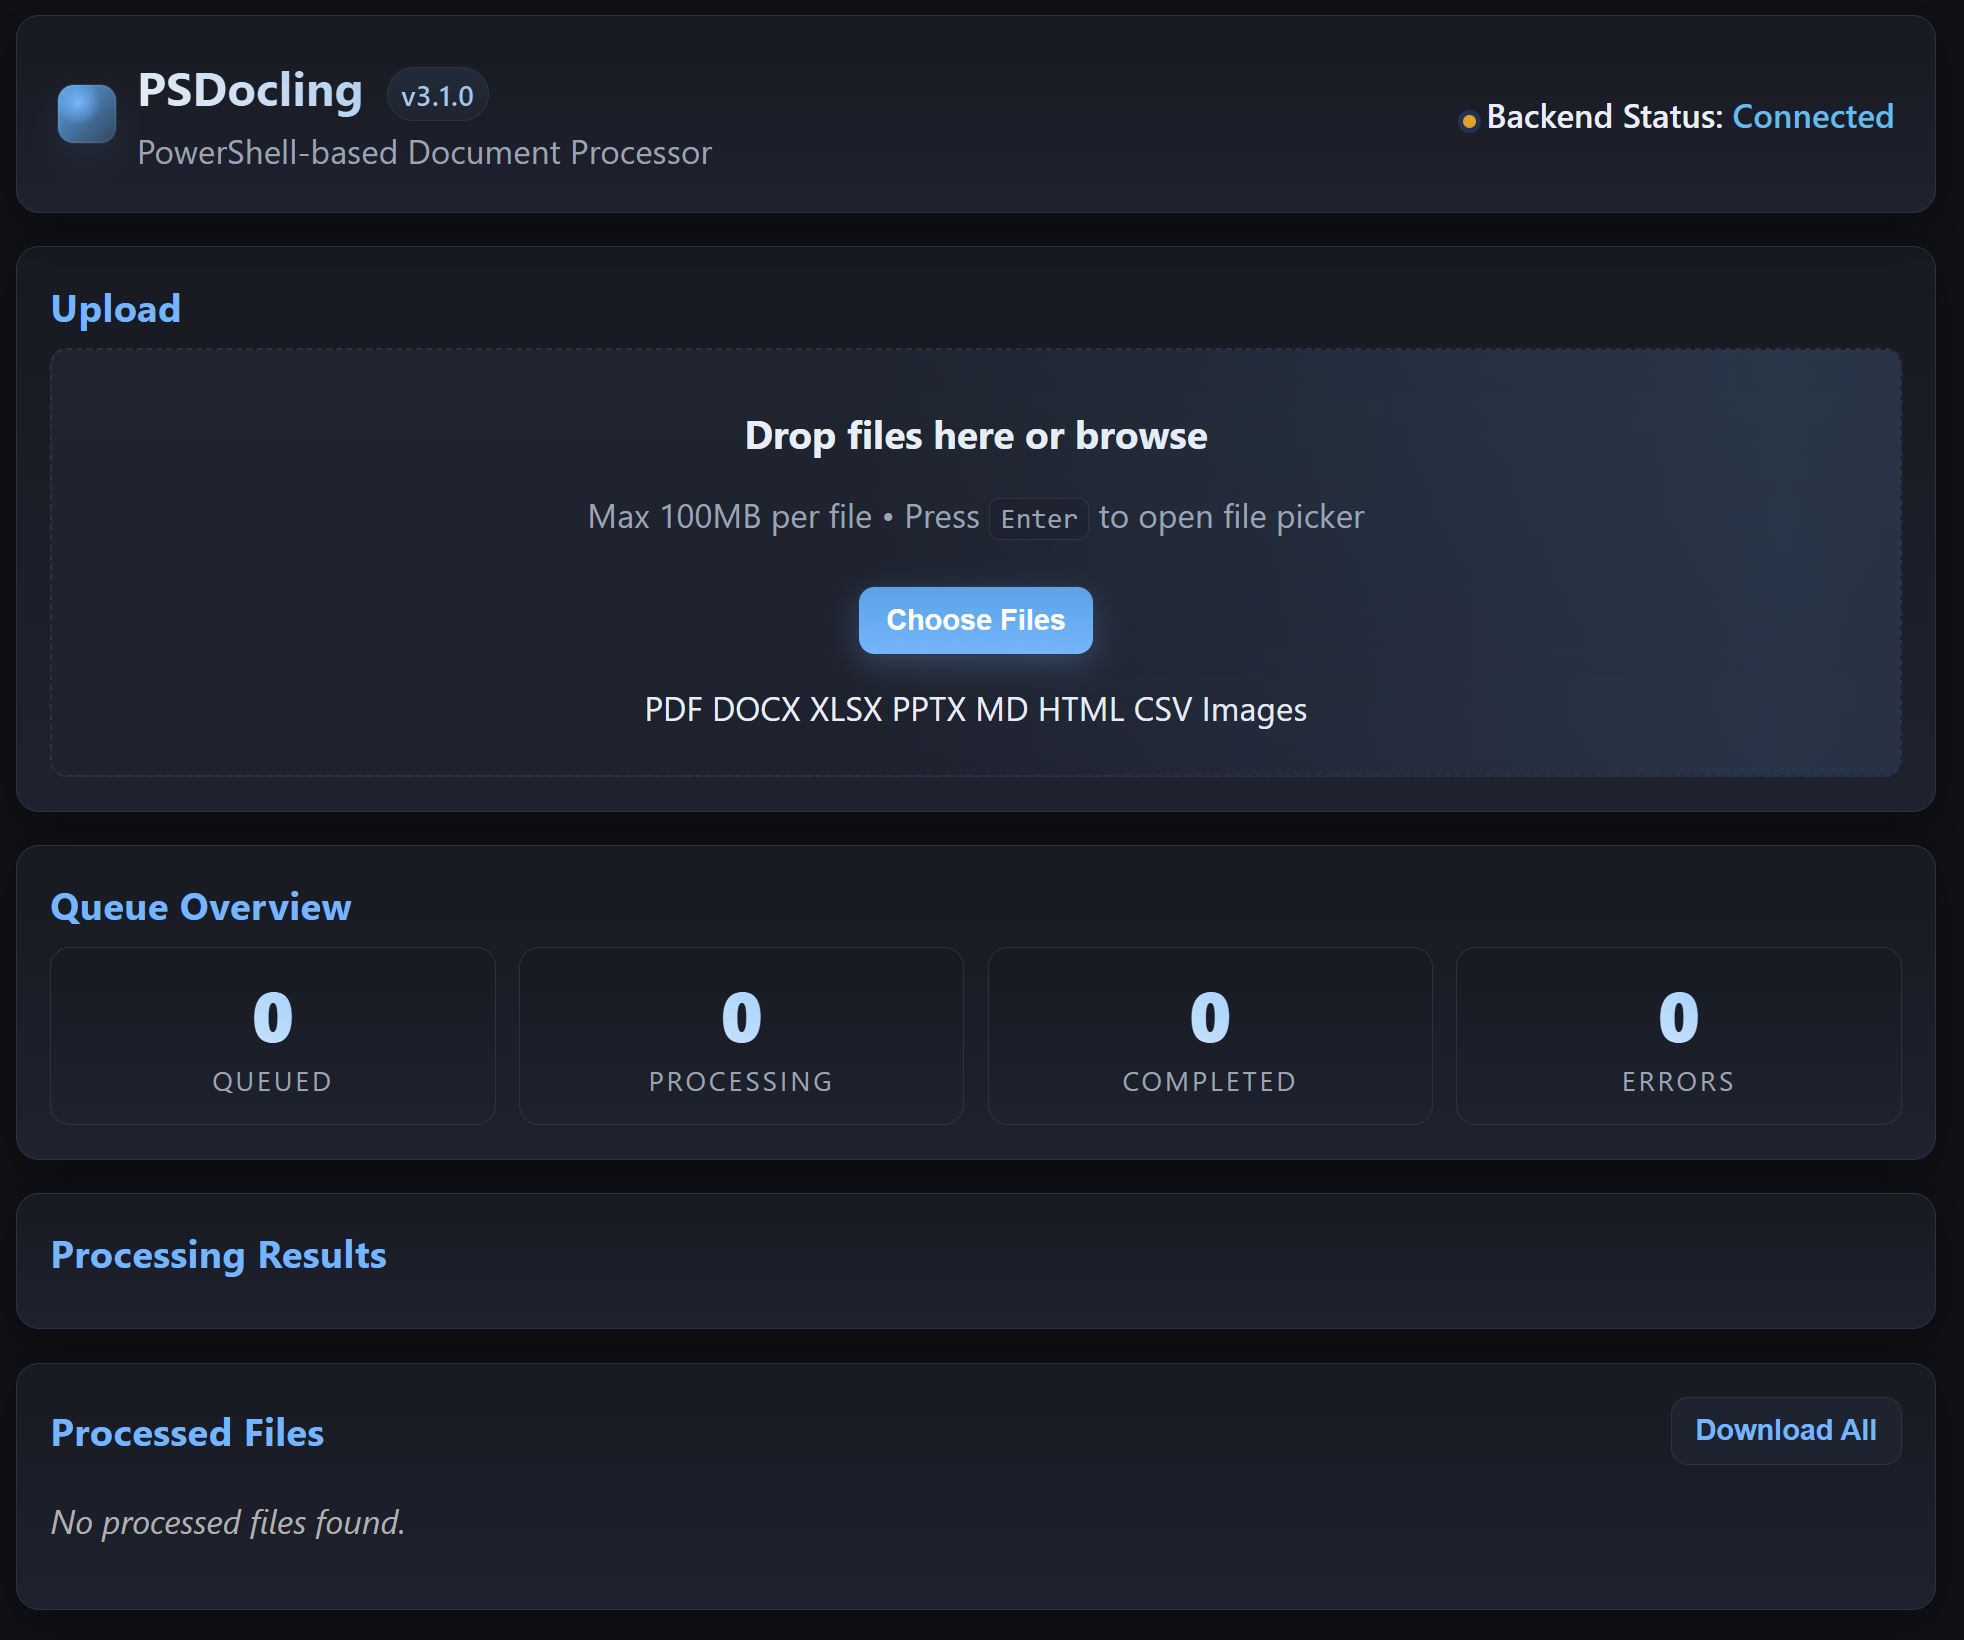 PSDocling v3.1.0
PowerShell-based Document Processor
Backend Status: Connected
Upload
Drop files here or browse
Max 100MB per file • Press Enter to open file picker
Choose Files
PDF DOCX XLSX PPTX MD HTML CSV Images
Queue Overview
0
QUEUED
0
PROCESSING
0
COMPLETED
0
ERRORS
Processing Results
Processed Files
Download All
No processed files found.